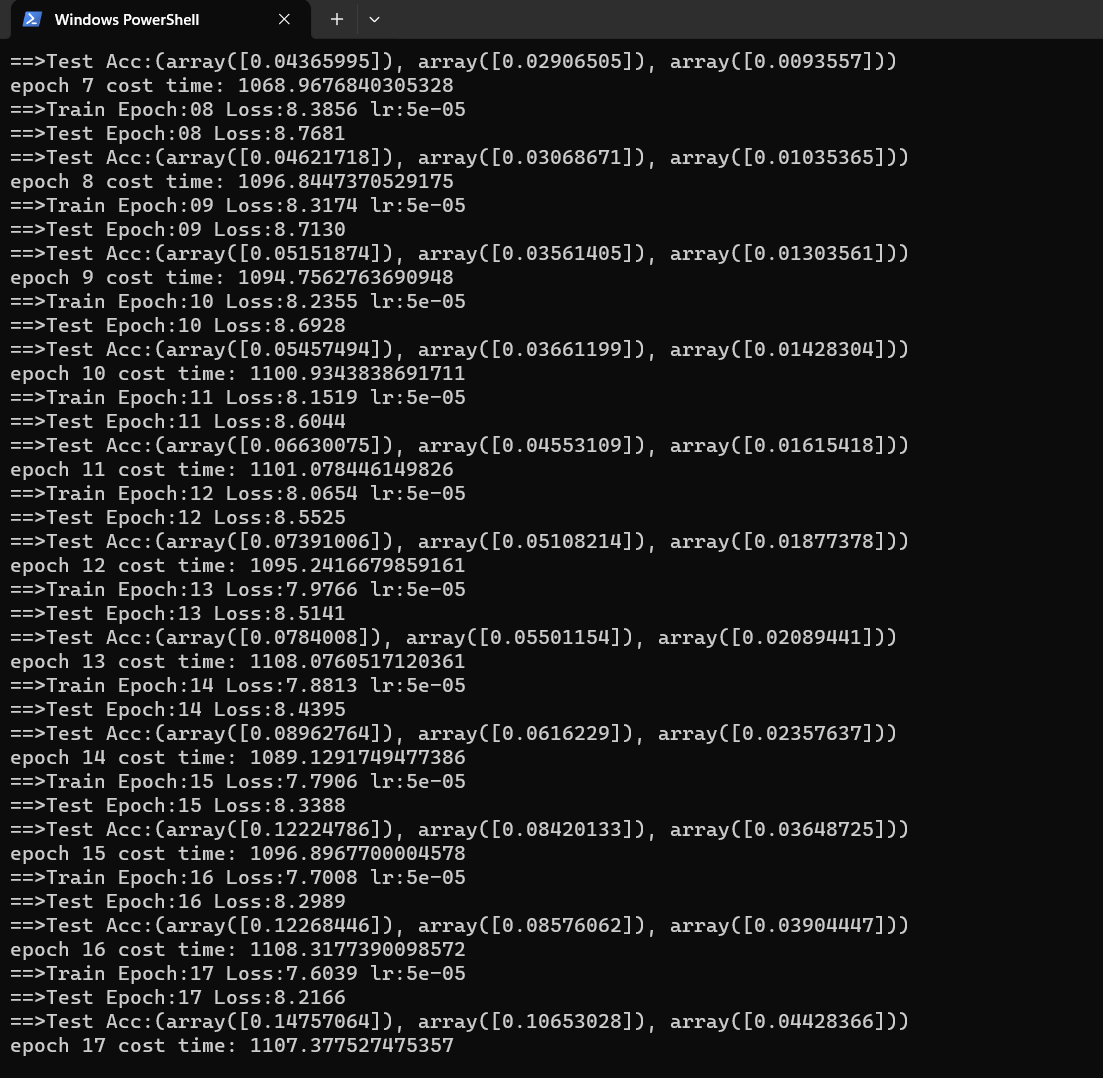 Windows PowerShell
==>Test Acc:(array([0.04365995]), array([0.02906505]), array([0.0093557]))
epoch 7 cost time: 1068.9676840305328
==>Train Epoch:08 Loss:8.3856 lr:5e-05
==>Test Epoch:08 Loss:8.7681
==>Test Acc:(array([0.04621718]), array([0.03068671]), array([0.01035365]))
epoch 8 cost time: 1096.8447370529175
==>Train Epoch:09 Loss:8.3174 lr:5e-05
==>Test Epoch:09 Loss:8.7130
==>Test Acc:(array([0.05151874]), array([0.03561405]), array([0.01303561]))
epoch 9 cost time: 1094.7562763690948
==>Train Epoch:10 Loss:8.2355 lr:5e-05
==>Test Epoch:10 Loss:8.6928
==>Test Acc:(array([0.05457494]), array([0.03661199]), array([0.01428304]))
epoch 10 cost time: 1100.9343838691711
==>Train Epoch:11 Loss:8.1519 lr:5e-05
==>Test Epoch:11 Loss:8.6044
==>Test Acc:(array([0.06630075]), array([0.04553109]), array([0.01615418]))
epoch 11 cost time: 1101.078446149826
==>Train Epoch:12 Loss:8.0654 lr:5e-05
==>Test Epoch:12 Loss:8.5525
==>Test Acc:(array([0.07391006]), array([0.05108214]), array([0.01877378]))
epoch 12 cost time: 1095.2416679859161
==>Train Epoch:13 Loss:7.9766 lr:5e-05
==>Test Epoch:13 Loss:8.5141
==>Test Acc:(array([0.0784008]), array([0.05501154]), array([0.02089441]))
epoch 13 cost time: 1108.0760517120361
==>Train Epoch:14 Loss:7.8813 lr:5e-05
==>Test Epoch:14 Loss:8.4395
==>Test Acc:(array([0.08962764]), array([0.0616229]), array([0.02357637]))
epoch 14 cost time: 1089.1291749477386
==>Train Epoch:15 Loss:7.7906 lr:5e-05
==>Test Epoch:15 Loss:8.3388
==>Test Acc:(array([0.12224786]), array([0.08420133]), array([0.03648725]))
epoch 15 cost time: 1096.8967700004578
==>Train Epoch:16 Loss:7.7008 lr:5e-05
==>Test Epoch:16 Loss:8.2989
==>Test Acc:(array([0.12268446]), array([0.08576062]), array([0.03904447]))
epoch 16 cost time: 1108.3177390098572
==>Train Epoch:17 Loss:7.6039 lr:5e-05
==>Test Epoch:17 Loss:8.2166
==>Test Acc:(array([0.14757064]), array([0.10653028]), array([0.04428366]))
epoch 17 cost time: 1107.377527475357